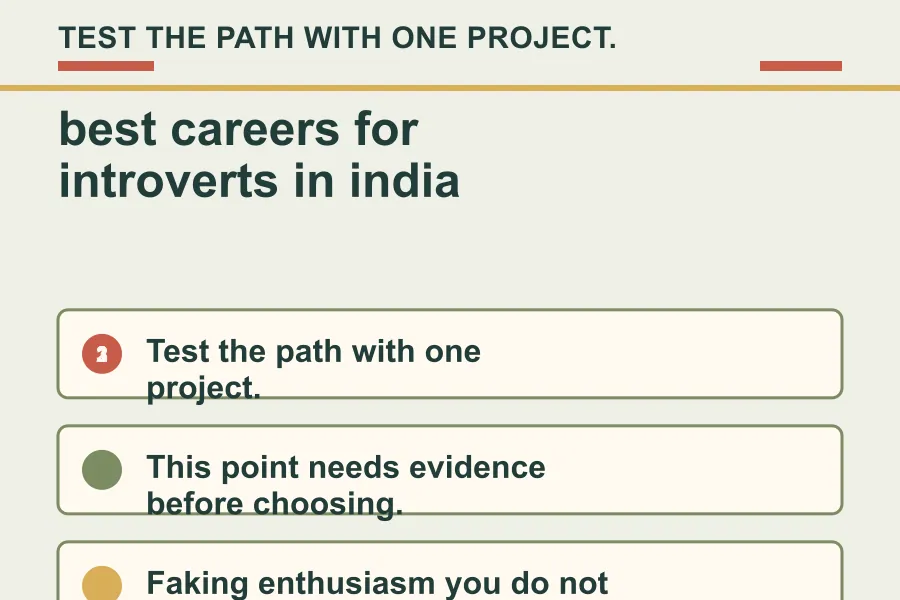 TEST THE PATH WITH ONE PROJECT.
best careers for
introverts in india
Test the path with one
project.
This point needs evidence
before choosing.
Faking enthusiasm you do not